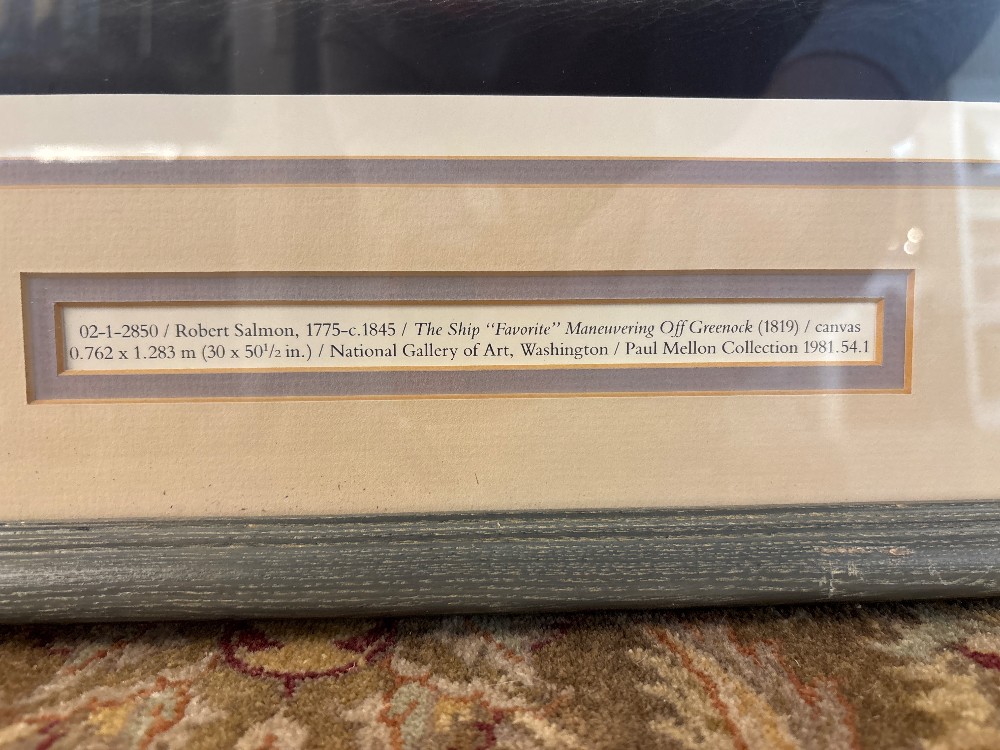 02-1-2850 / Robert Salmon, 1775-c.1845 / The Ship “Favorite” Maneuvering Off Greenock (1819) / canvas
0.762 x 1.283 m (30 x 50¹/₂ in.) / National Gallery of Art, Washington / Paul Mellon Collection 1981.54.1